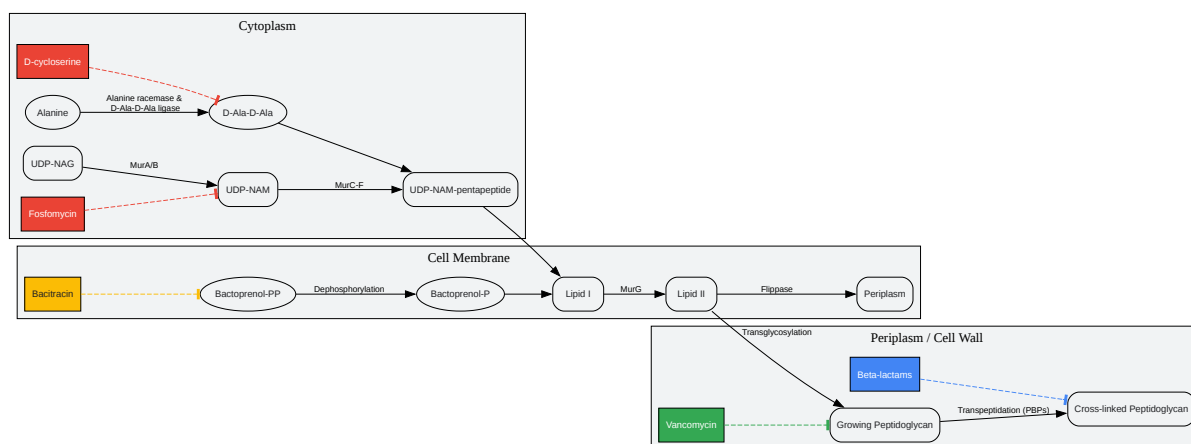 Cytoplasm
D-cycloserine
Alanine
Alanine racemase &
D-Ala-D-Ala ligase
D-Ala-D-Ala
UDP-NAG
MurA/B
UDP-NAM
MurC-F
UDP-NAM-pentapeptide
Fosfomycin
Cell Membrane
Bacitracin
Bactoprenol-PP
Dephosphorylation
Bactoprenol-P
Lipid I
MurG
Lipid II
Flippase
Periplasm
Transglycosylation
Periplasm / Cell Wall
Beta-lactams
Vancomycin
Growing Peptidoglycan
Transpeptidation (PBPs)
Cross-linked Peptidoglycan